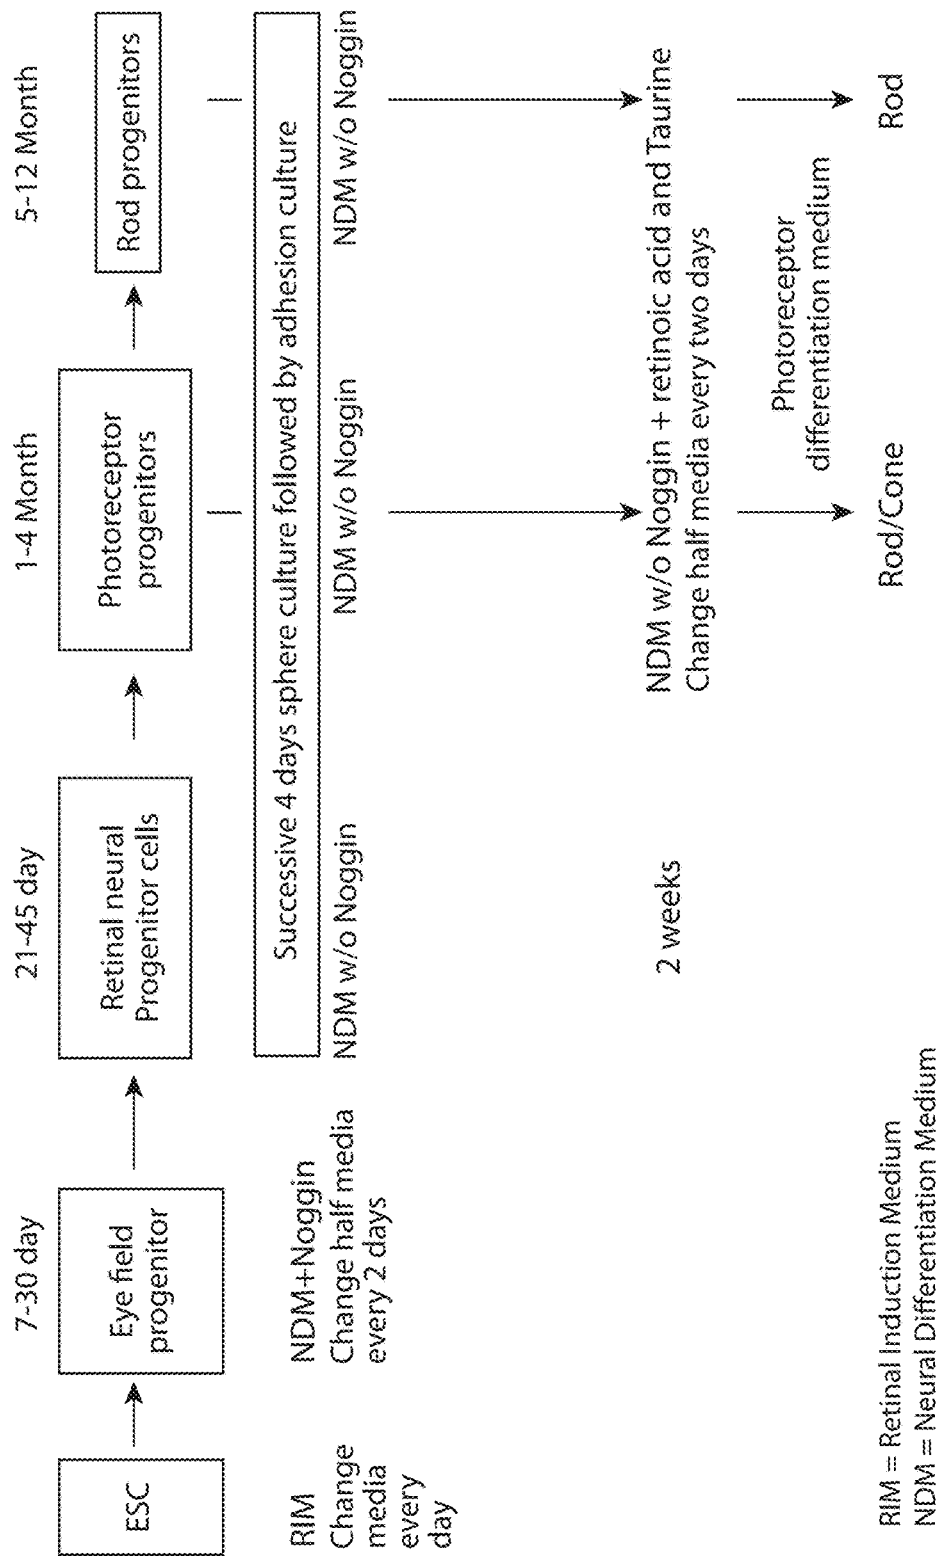 7-30 day
21-45 day
1-4 Month
5-12 Month
ESC
Eye field
progenitor
Retinal neural
Progenitor cells
Photoreceptor
progenitors
Rod progenitors
Successive 4 days sphere culture followed by adhesion culture
RIM
Change
media
every
day
NDM+Noggin
Change half media
every 2 days
NDM w/o Noggin
NDM w/o Noggin
NDM w/o Noggin
2 weeks
NDM w/o Noggin + retinoic acid and Taurine
Change half media every two days
Photoreceptor
differentiation medium
Rod/Cone
Rod
RIM = Retinal Induction Medium
NDM = Neural Differentiation Medium